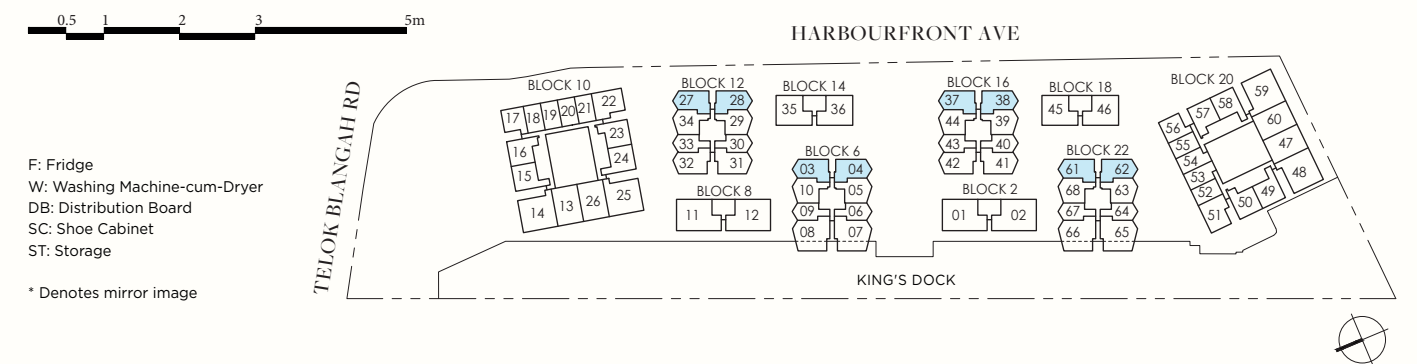 0.5 1 2 3 5m
HARBOURFRONT AVE
TELOK BLANGAH RD
F: Fridge
W: Washing Machine-cum-Dryer
DB: Distribution Board
SC: Shoe Cabinet
ST: Storage
* Denotes mirror image
BLOCK 10
17 18 19 20 21 22
16 23
15 24
14 13 26 25
BLOCK 12
27 28
34 29
33 30
32 31
BLOCK 14
35 36
BLOCK 8
11 12
BLOCK 6
03 04
10 05
09 06
08 07
BLOCK 16
37 38
44 39
43 40
42 41
BLOCK 18
45 46
BLOCK 2
01 02
BLOCK 22
61 62
68 63
67 64
66 65
BLOCK 20
56 57 58 59
55 60
54 47
53 48
52 49
51 50
KING'S DOCK